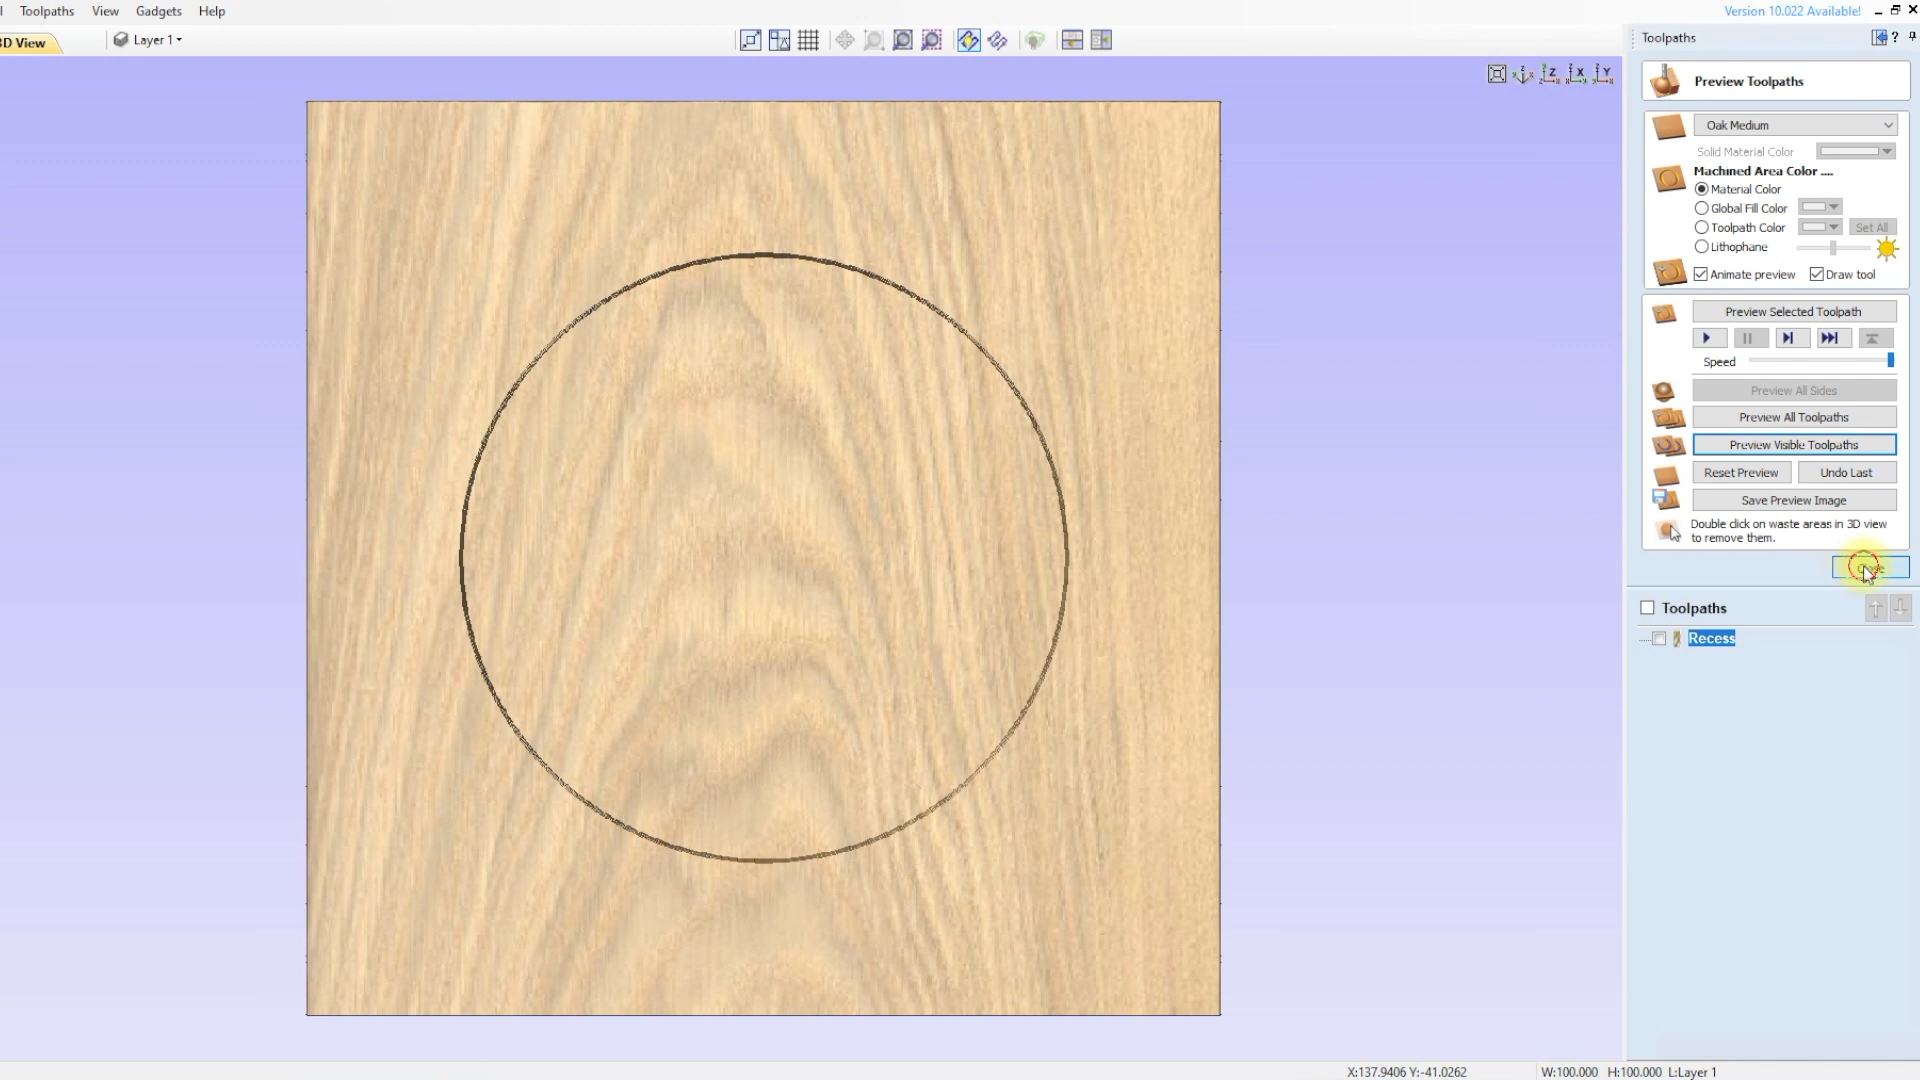 Toolpaths View Gadgets Help
Version 10.022 Available!
3D View
Layer 1
Toolpaths
?
Preview Toolpaths
Oak Medium
Solid Material Color
Machined Area Color ....
Material Color
Global Fill Color
Toolpath Color
Set All
Lithophane
Animate preview
Draw tool
Preview Selected Toolpath
Speed
Preview All Sides
Preview All Toolpaths
Preview Visible Toolpaths
Reset Preview
Undo Last
Save Preview Image
Double click on waste areas in 3D view
to remove them.
Toolpaths
Recess
X:137.9406 Y:-41.0262
W:100.000 H:100.000 L:Layer 1